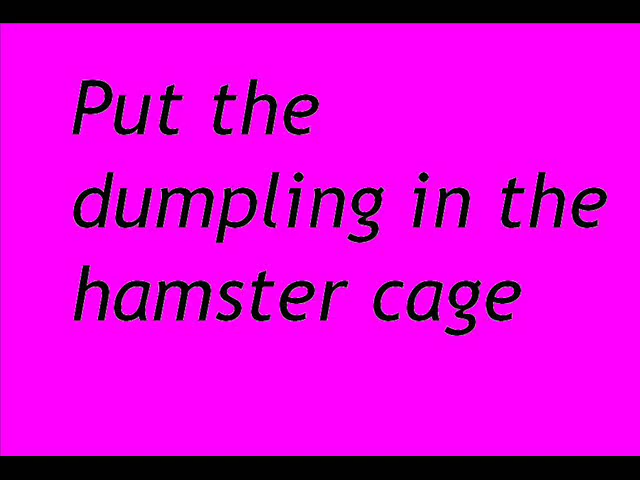 Put the
dumpling in the
hamster cage